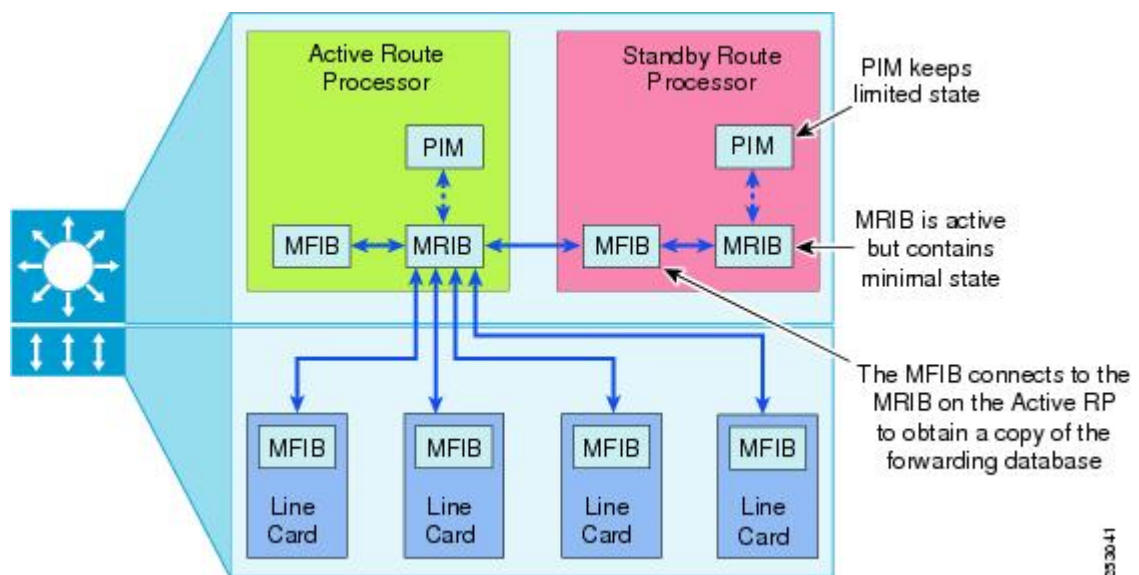 Active Route
Processor
Standby Route
Processor
PIM keeps
limited state
PIM
PIM
MFIB
MRIB
MFIB
MRIB
MRIB is active
but contains
minimal state
The MFIB connects to the
MRIB on the Active RP
to obtain a copy of the
forwarding database
MFIB
MFIB
MFIB
MFIB
Line
Card
Line
Card
Line
Card
Line
Card
253041